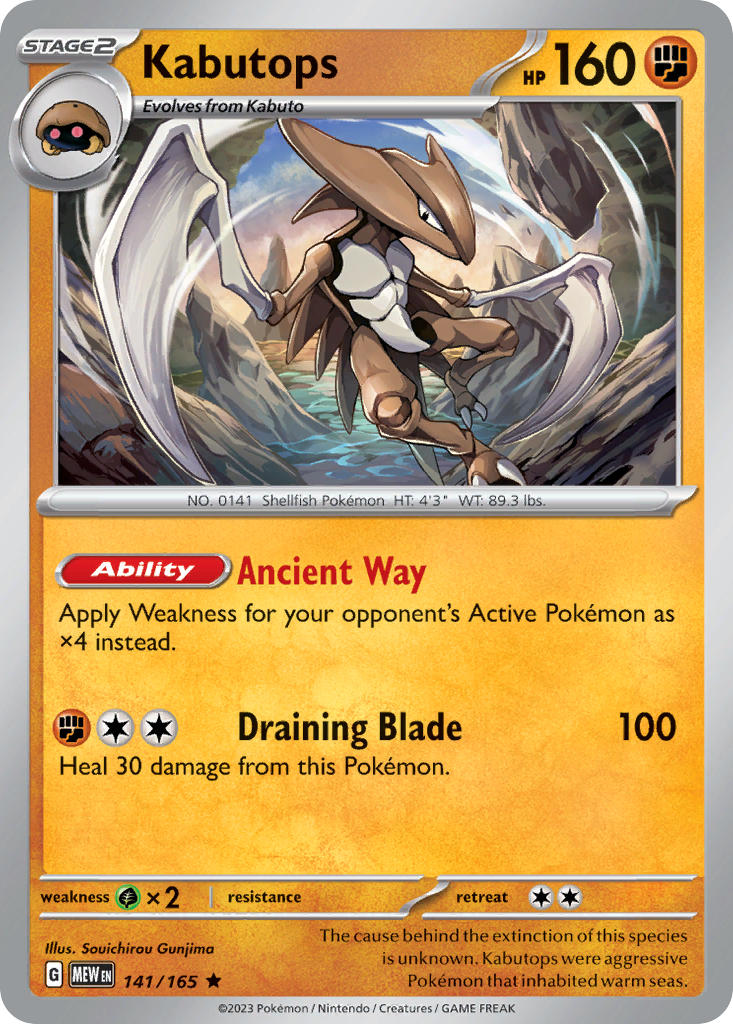 STAGE2
Kabutops
HP 160
Evolves from Kabuto
NO. 0141 Shellfish Pokémon HT: 4'3" WT: 89.3 lbs.
Ability Ancient Way
Apply Weakness for your opponent's Active Pokémon as
×4 instead.
Draining Blade 100
Heal 30 damage from this Pokémon.
weakness ×2 resistance retreat
Illus. Souichirou Gunjima
G MEW EN 141/165 ★
The cause behind the extinction of this species
is unknown. Kabutops were aggressive
Pokémon that inhabited warm seas.
©2023 Pokémon / Nintendo / Creatures / GAME FREAK